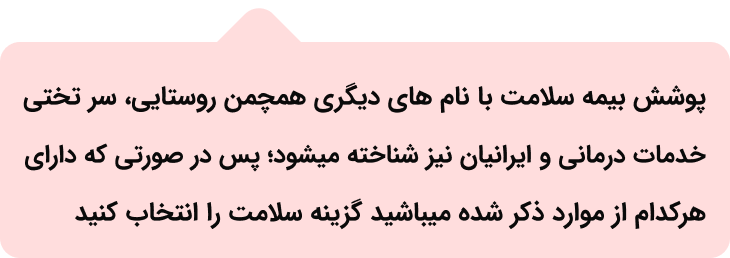 پوشش بیمه سلامت با نام های دیگری همچمن روستایی، سر تختی
خدمات درمانی و ایرانیان نیز شناخته میشود؛ پس در صورتی که دارای
هرکدام از موارد ذکر شده میباشید گزینه سلامت را انتخاب کنید